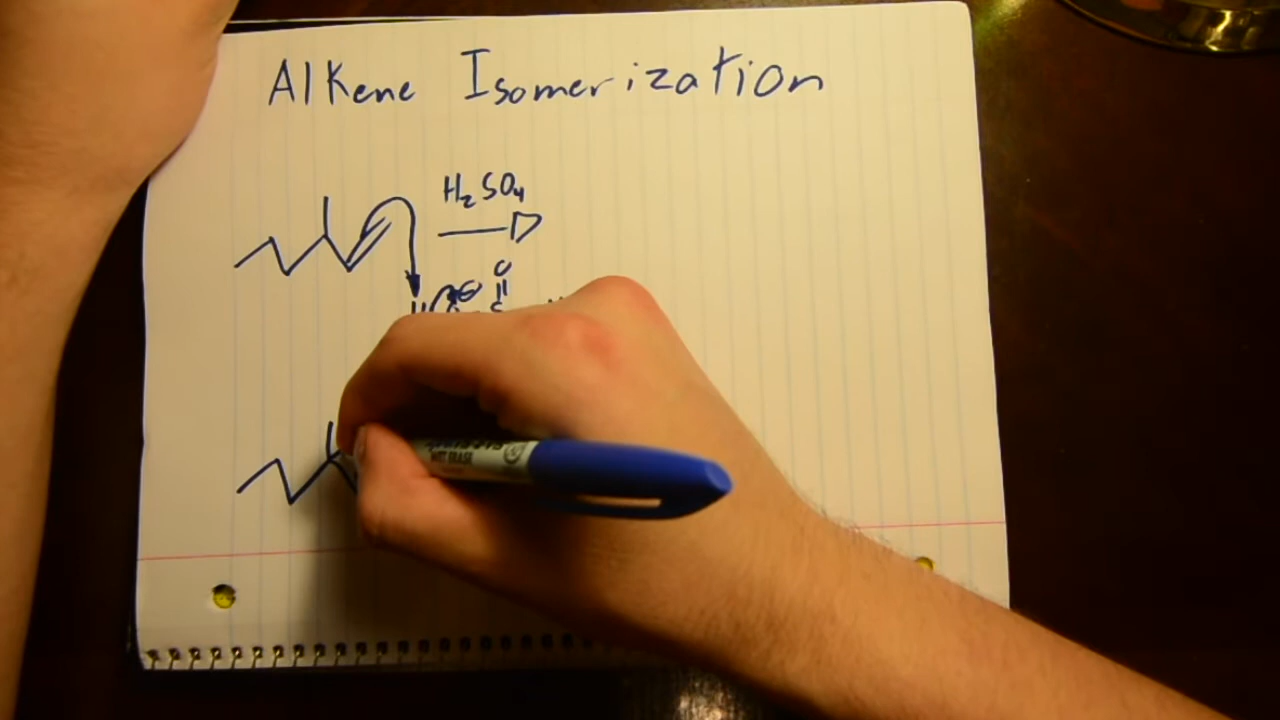 Alkene Isomerization
H₂SO₄
O
S